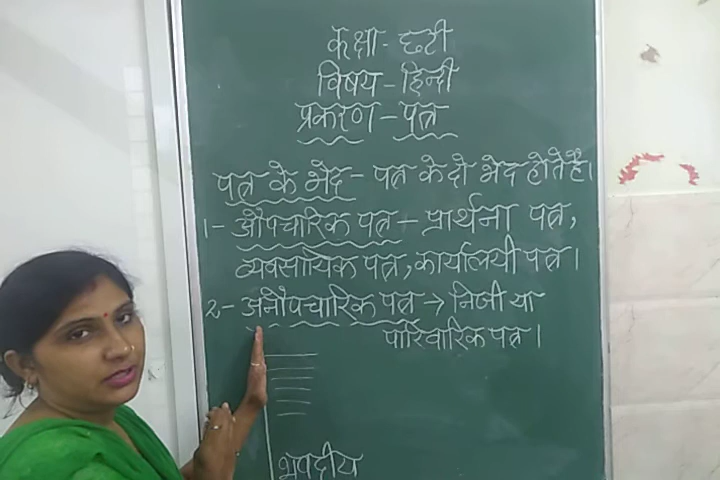 कक्षा - छटी
विषय - हिन्दी
प्रकरण - पत्र
पत्र के भेद - पत्र के दो भेद होते हैं।
1 - औपचारिक पत्र - प्रार्थना पत्र,
व्यवसायिक पत्र, कार्यालयी पत्र।
2 - अनौपचारिक पत्र → निजी या
पारिवारिक पत्र।
भवदीय